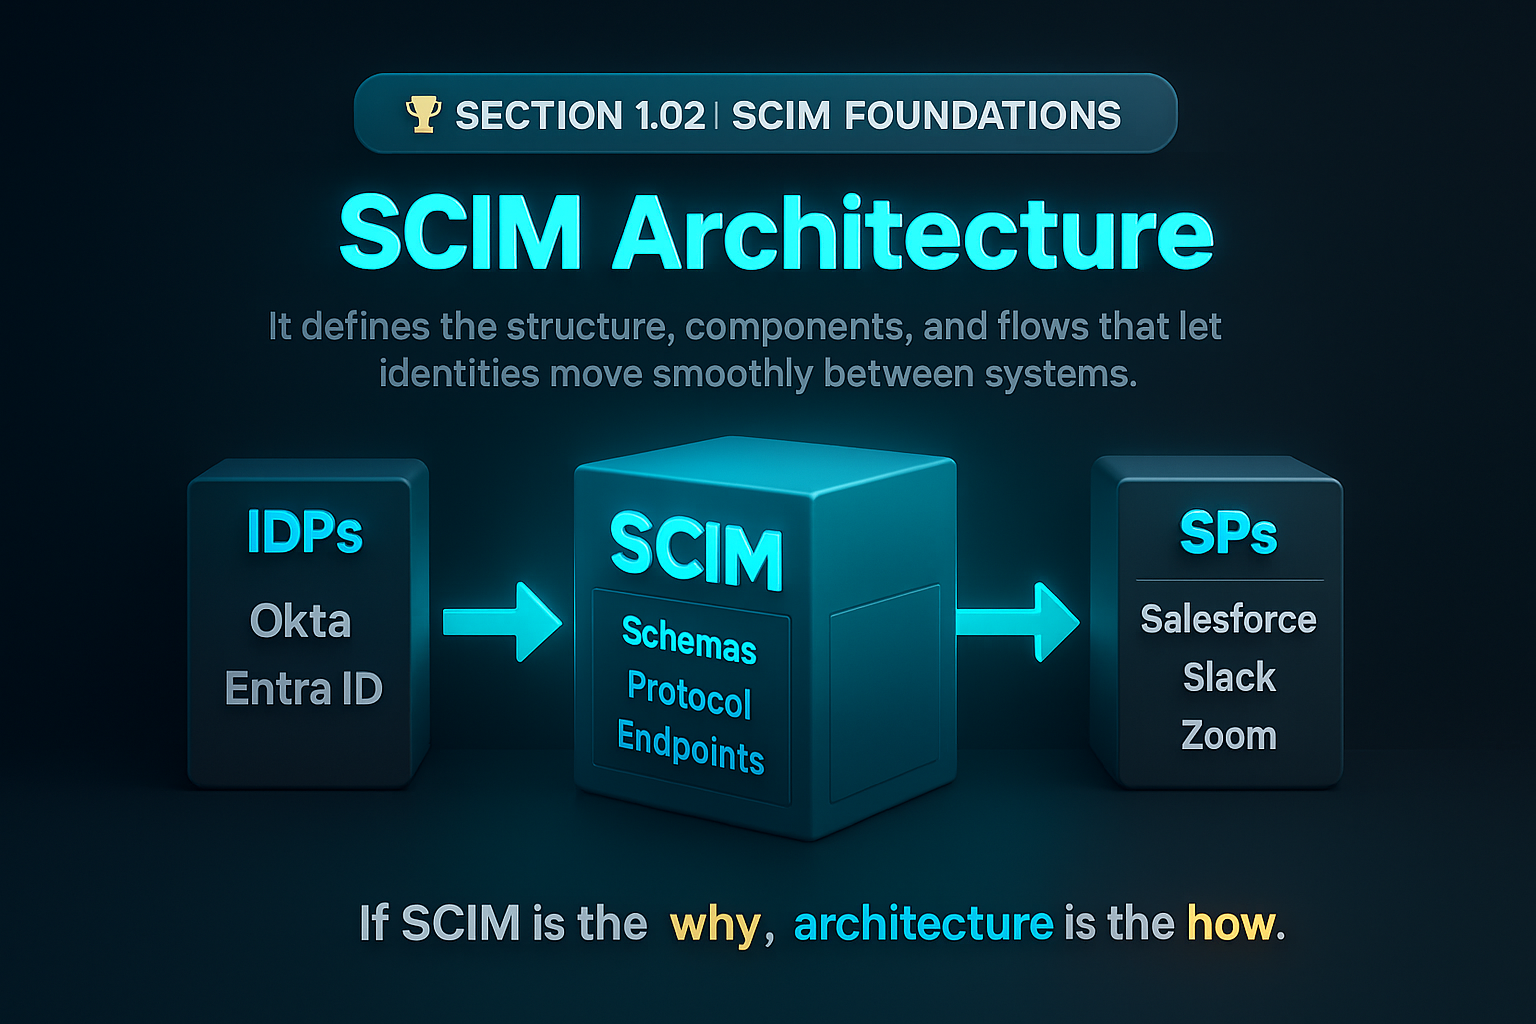 SECTION 1.02 | SCIM FOUNDATIONS
SCIM Architecture
It defines the structure, components, and flows that let
identities move smoothly between systems.
IDPs
Okta
Entra ID
SCIM
Schemas
Protocol
Endpoints
SPs
Salesforce
Slack
Zoom
If SCIM is the why, architecture is the how.